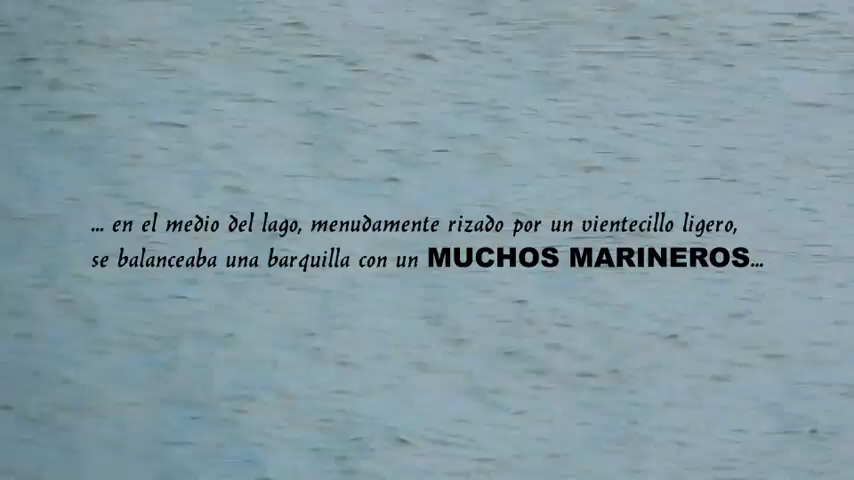 ... en el medio del lago, menudamente rizado por un vientecillo ligero,
se balanceaba una barquilla con un MUCHOS MARINEROS...